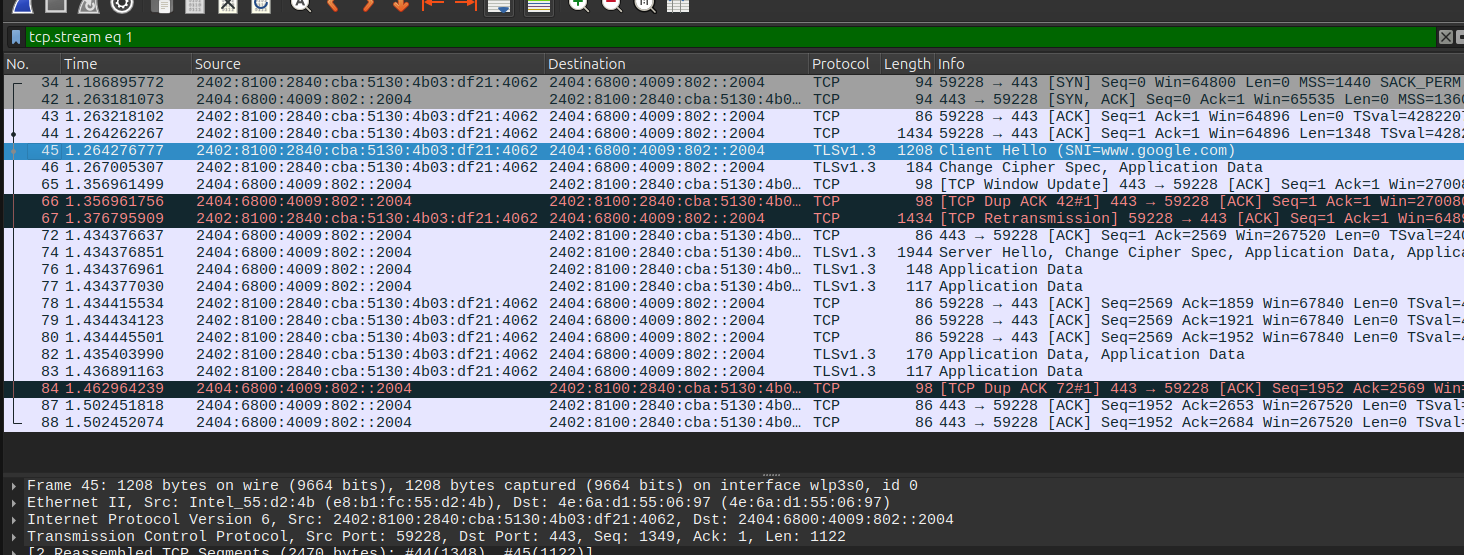 tcp.stream eq 1
No. Time Source Destination Protocol Length Info
34 1.186895772 2402:8100:2840:cba:5130:4b03:df21:4062 2404:6800:4009:802::2004 TCP 94 59228 → 443 [SYN] Seq=0 Win=64800 Len=0 MSS=1440 SACK_PERM
42 1.263181073 2404:6800:4009:802::2004 2402:8100:2840:cba:5130:4b0… TCP 94 443 → 59228 [SYN, ACK] Seq=0 Ack=1 Win=65535 Len=0 MSS=1360
43 1.263218102 2402:8100:2840:cba:5130:4b03:df21:4062 2404:6800:4009:802::2004 TCP 86 59228 → 443 [ACK] Seq=1 Ack=1 Win=64896 Len=0 TSval=4282207
44 1.264262267 2402:8100:2840:cba:5130:4b03:df21:4062 2404:6800:4009:802::2004 TCP 1434 59228 → 443 [ACK] Seq=1 Ack=1 Win=64896 Len=1348 TSval=4282
45 1.264276777 2402:8100:2840:cba:5130:4b03:df21:4062 2404:6800:4009:802::2004 TLSv1.3 1208 Client Hello (SNI=www.google.com)
46 1.267005307 2402:8100:2840:cba:5130:4b03:df21:4062 2404:6800:4009:802::2004 TLSv1.3 184 Change Cipher Spec, Application Data
65 1.356961499 2404:6800:4009:802::2004 2402:8100:2840:cba:5130:4b0… TCP 98 [TCP Window Update] 443 → 59228 [ACK] Seq=1 Ack=1 Win=27008
66 1.356961756 2404:6800:4009:802::2004 2402:8100:2840:cba:5130:4b0… TCP 98 [TCP Dup ACK 42#1] 443 → 59228 [ACK] Seq=1 Ack=1 Win=270080
67 1.376795909 2402:8100:2840:cba:5130:4b03:df21:4062 2404:6800:4009:802::2004 TCP 1434 [TCP Retransmission] 59228 → 443 [ACK] Seq=1 Ack=1 Win=6489
72 1.434376637 2404:6800:4009:802::2004 2402:8100:2840:cba:5130:4b0… TCP 86 443 → 59228 [ACK] Seq=1 Ack=2569 Win=267520 Len=0 TSval=240
74 1.434376851 2404:6800:4009:802::2004 2402:8100:2840:cba:5130:4b0… TLSv1.3 1944 Server Hello, Change Cipher Spec, Application Data, Applica
76 1.434376961 2404:6800:4009:802::2004 2402:8100:2840:cba:5130:4b0… TLSv1.3 148 Application Data
77 1.434377030 2404:6800:4009:802::2004 2402:8100:2840:cba:5130:4b0… TLSv1.3 117 Application Data
78 1.434415534 2402:8100:2840:cba:5130:4b03:df21:4062 2404:6800:4009:802::2004 TCP 86 59228 → 443 [ACK] Seq=2569 Ack=1859 Win=67840 Len=0 TSval=4
79 1.434434123 2402:8100:2840:cba:5130:4b03:df21:4062 2404:6800:4009:802::2004 TCP 86 59228 → 443 [ACK] Seq=2569 Ack=1921 Win=67840 Len=0 TSval=4
80 1.434445501 2402:8100:2840:cba:5130:4b03:df21:4062 2404:6800:4009:802::2004 TCP 86 59228 → 443 [ACK] Seq=2569 Ack=1952 Win=67840 Len=0 TSval=4
82 1.435403990 2402:8100:2840:cba:5130:4b03:df21:4062 2404:6800:4009:802::2004 TLSv1.3 170 Application Data, Application Data
83 1.436891163 2402:8100:2840:cba:5130:4b03:df21:4062 2404:6800:4009:802::2004 TLSv1.3 117 Application Data
84 1.462964239 2404:6800:4009:802::2004 2402:8100:2840:cba:5130:4b0… TCP 98 [TCP Dup ACK 72#1] 443 → 59228 [ACK] Seq=1952 Ack=2569 Win=
87 1.502451818 2404:6800:4009:802::2004 2402:8100:2840:cba:5130:4b0… TCP 86 443 → 59228 [ACK] Seq=1952 Ack=2653 Win=267520 Len=0 TSval=
88 1.502452074 2404:6800:4009:802::2004 2402:8100:2840:cba:5130:4b0… TCP 86 443 → 59228 [ACK] Seq=1952 Ack=2684 Win=267520 Len=0 TSval=
Frame 45: 1208 bytes on wire (9664 bits), 1208 bytes captured (9664 bits) on interface wlp3s0, id 0
Ethernet II, Src: Intel_55:d2:4b (e8:b1:fc:55:d2:4b), Dst: 4e:6a:d1:55:06:97 (4e:6a:d1:55:06:97)
Internet Protocol Version 6, Src: 2402:8100:2840:cba:5130:4b03:df21:4062, Dst: 2404:6800:4009:802::2004
Transmission Control Protocol, Src Port: 59228, Dst Port: 443, Seq: 1349, Ack: 1, Len: 1122
[2 Reassembled TCP Segments (2470 bytes): #44(1348), #45(1122)]